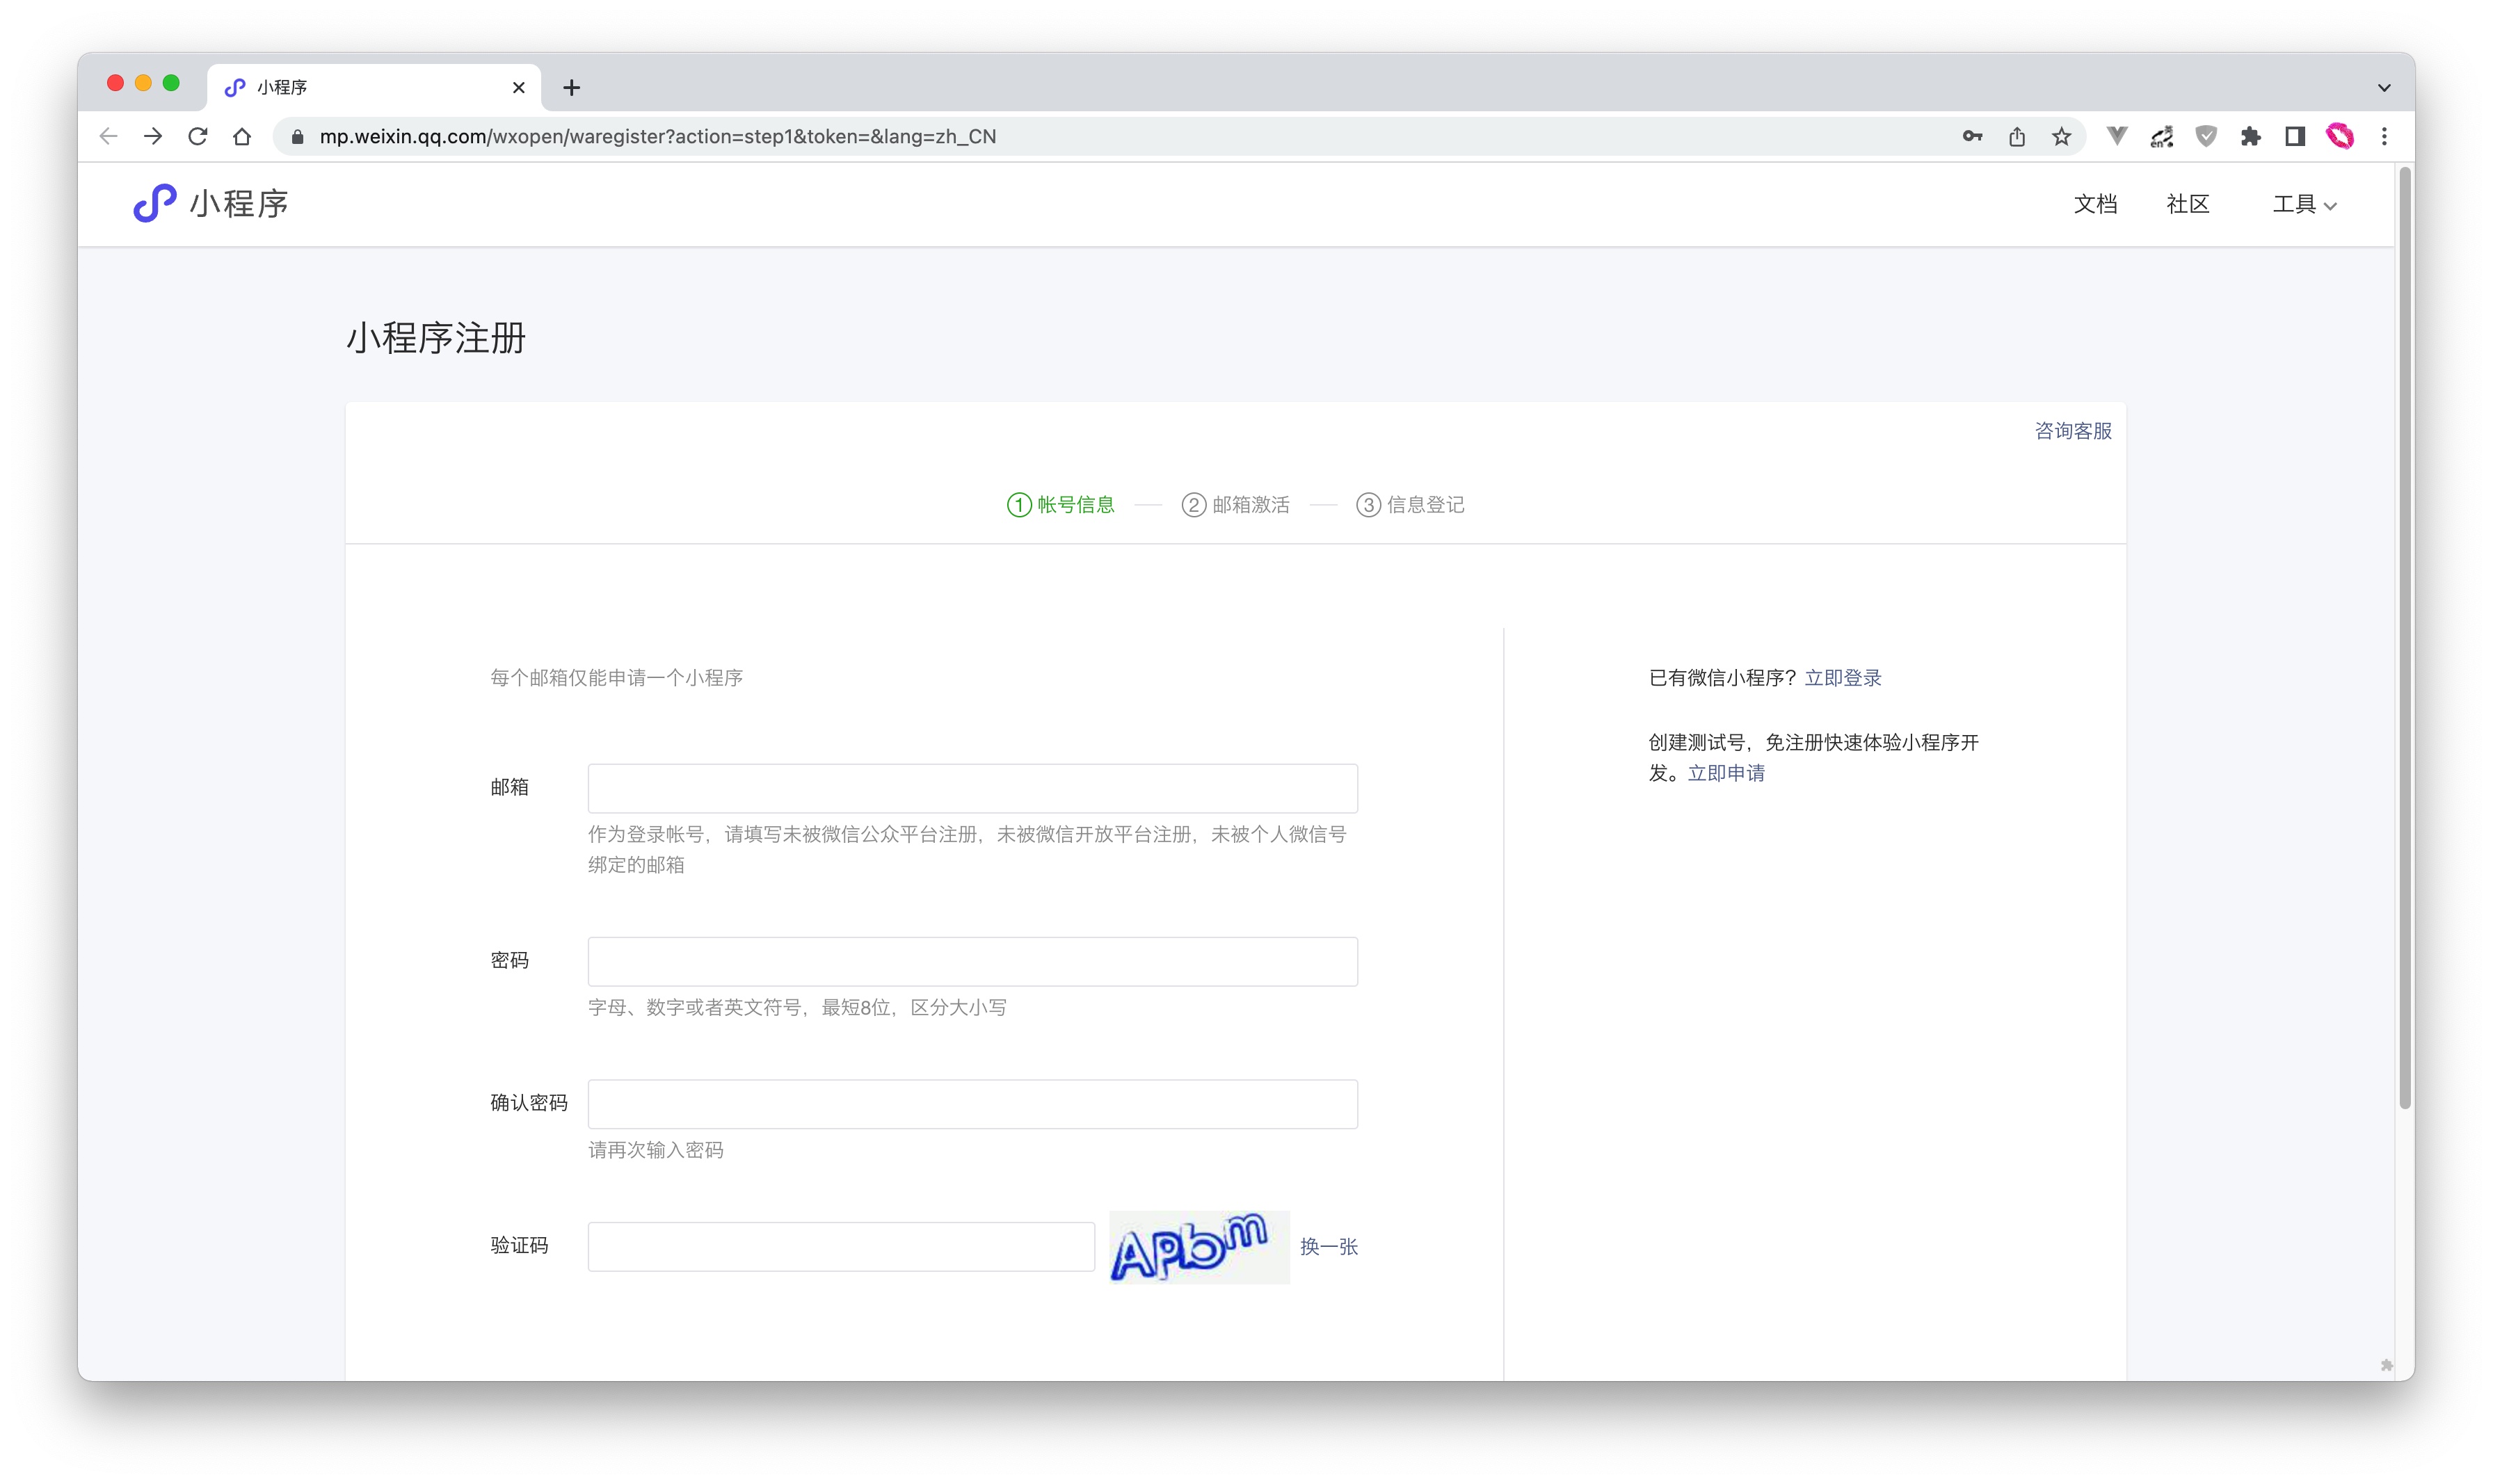 小程序
mp.weixin.qq.com/wxopen/waregister?action=step1&token=&lang=zh_CN
en
小程序
文档
社区
工具
小程序注册
咨询客服
1 帐号信息
2 邮箱激活
3 信息登记
每个邮箱仅能申请一个小程序
已有微信小程序？立即登录
创建测试号，免注册快速体验小程序开
发。立即申请
邮箱
作为登录帐号，请填写未被微信公众平台注册，未被微信开放平台注册，未被个人微信号
绑定的邮箱
密码
字母、数字或者英文符号，最短8位，区分大小写
确认密码
请再次输入密码
验证码
APbm
换一张